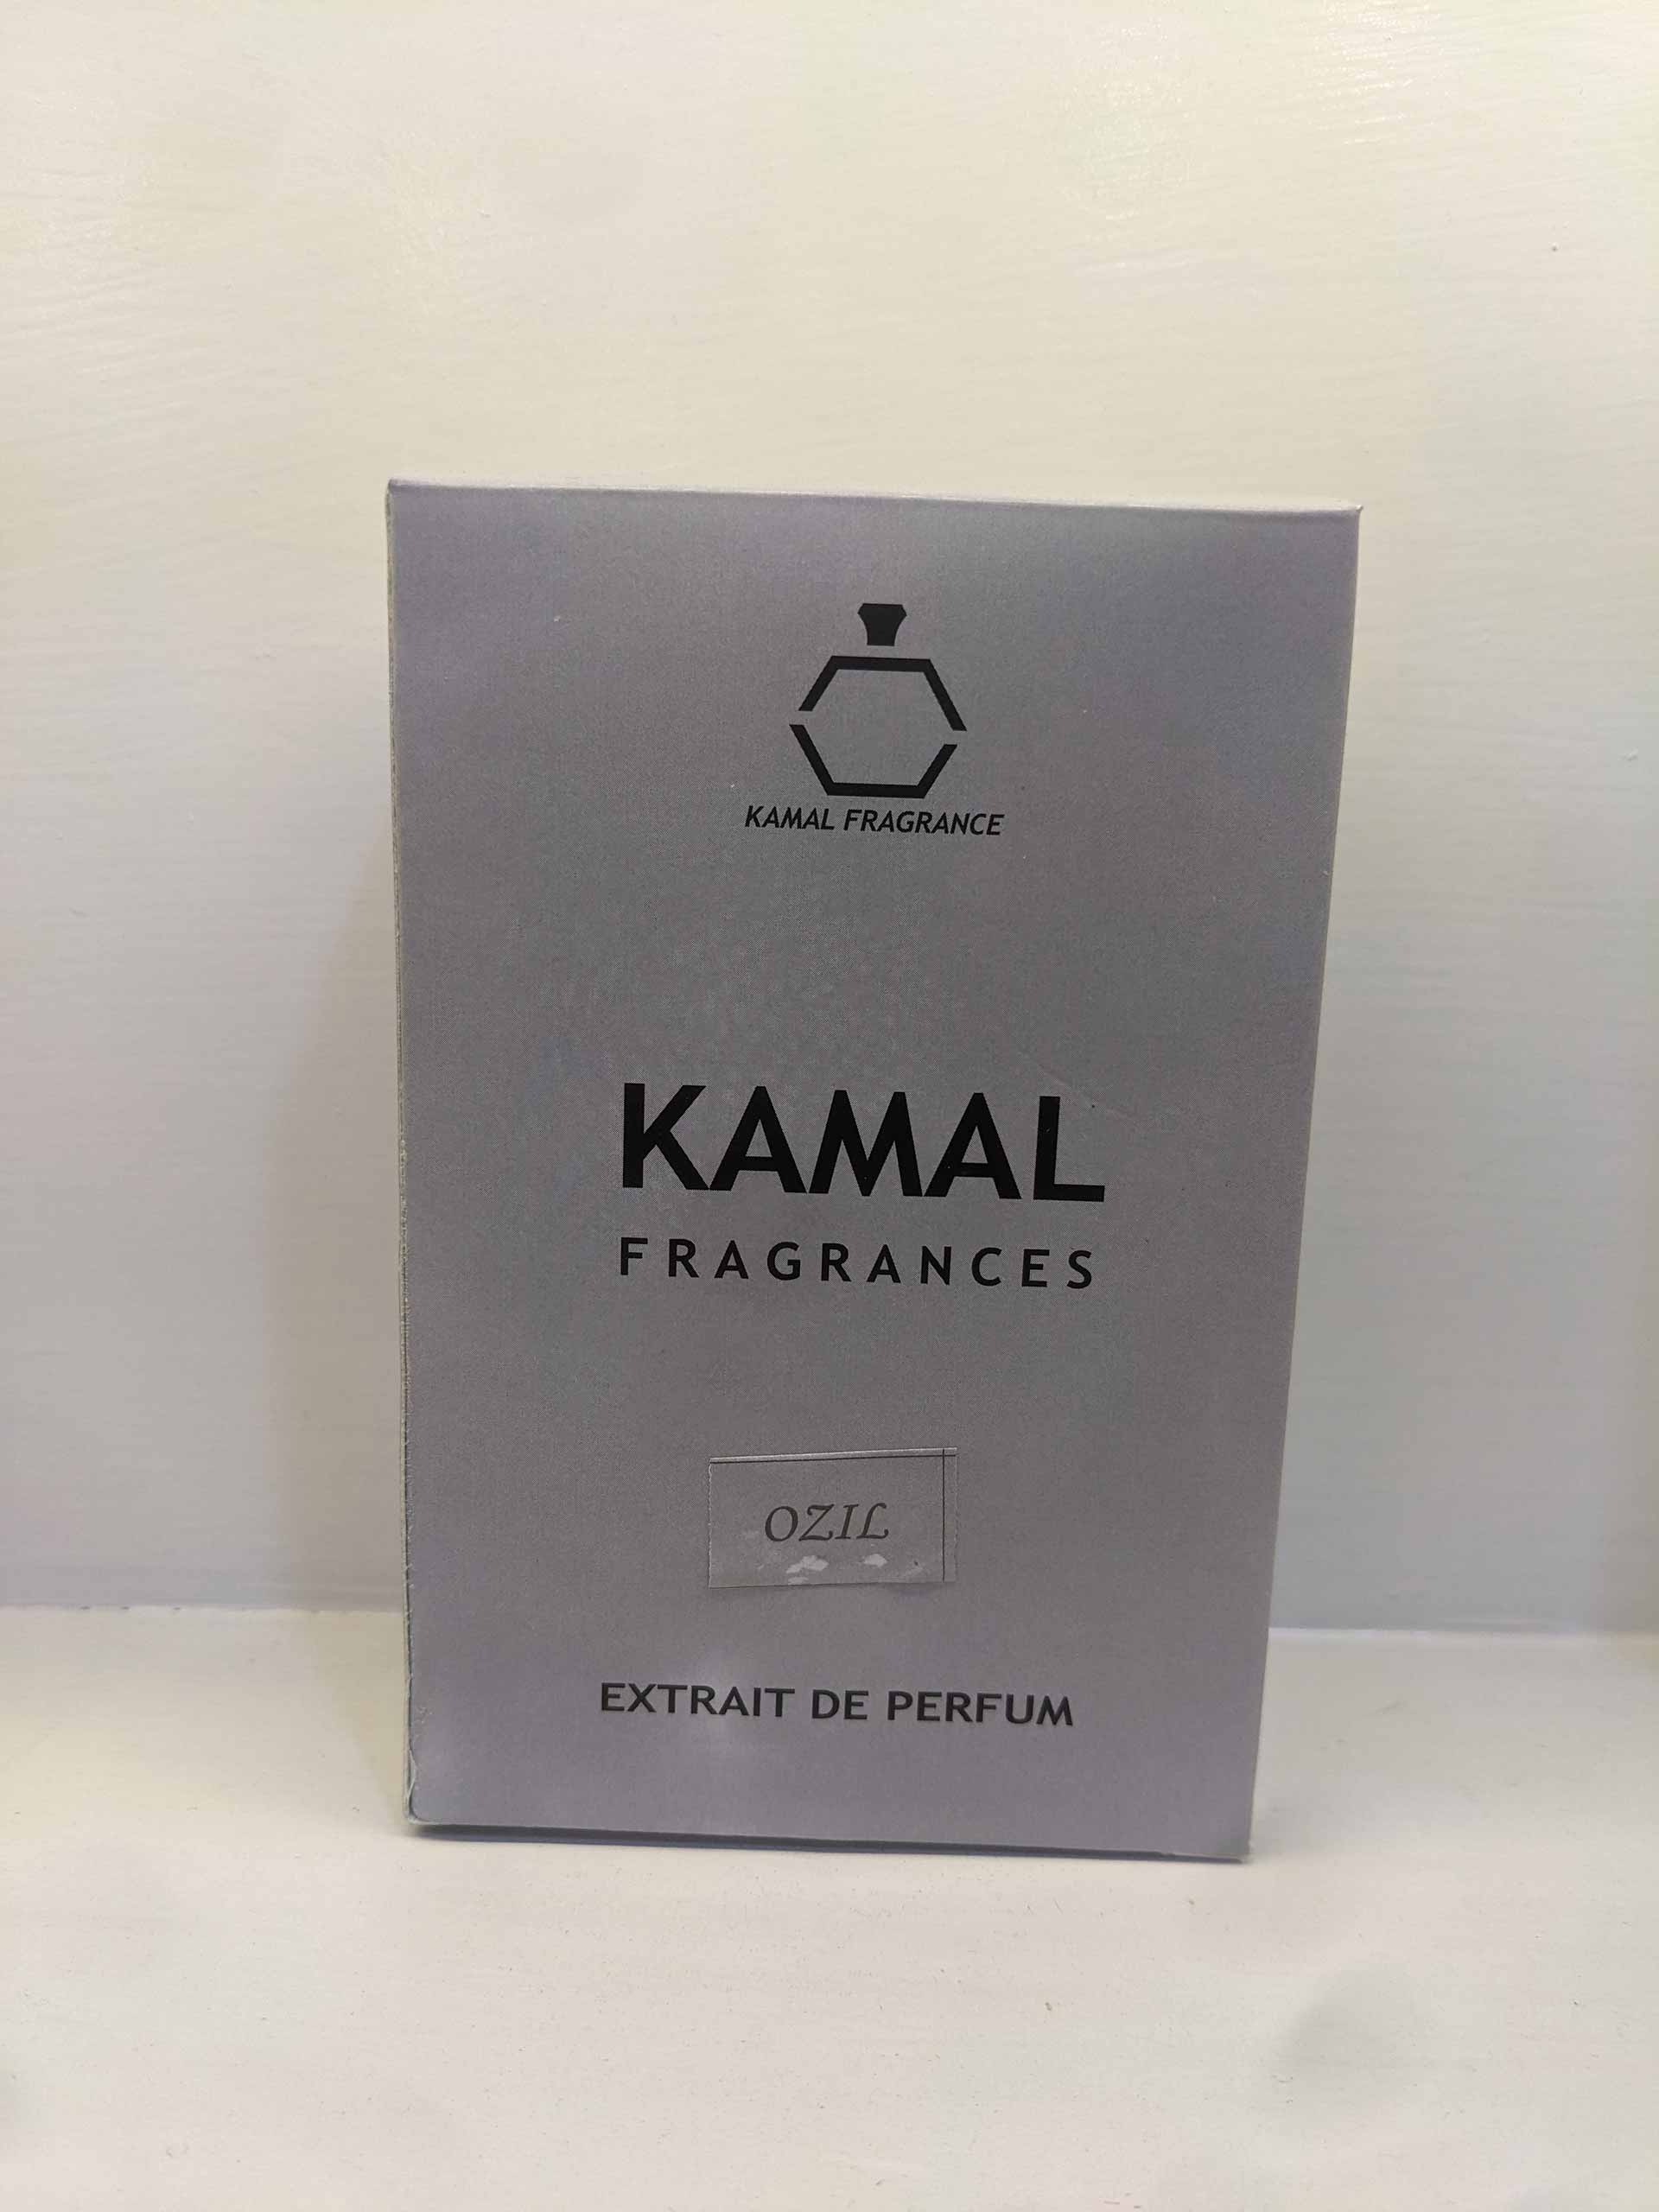 KAMAL FRAGRANCE
KAMAL
FRAGRANCES
OZIL
EXTRAIT DE PERFUM